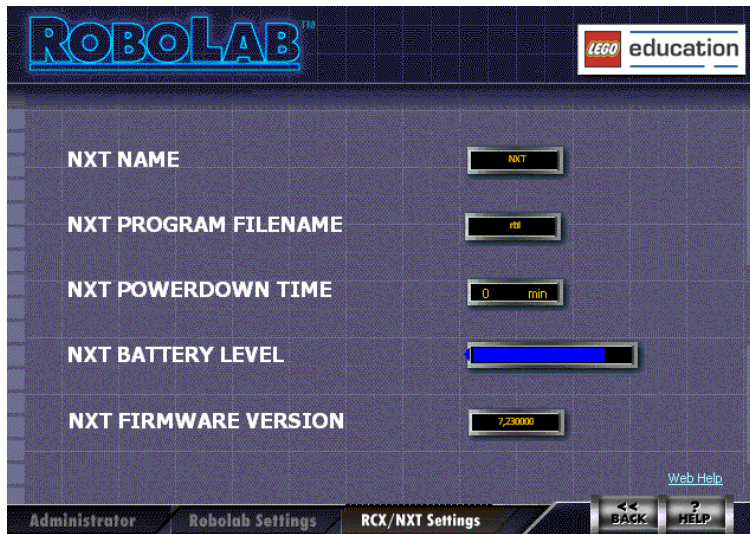 ROBOLAB™
LEGO education
NXT NAME
NXT
NXT PROGRAM FILENAME
rbl
NXT POWERDOWN TIME
0 min
NXT BATTERY LEVEL
NXT FIRMWARE VERSION
7,230000
Web Help
Administrator
Robolab Settings
RCX/NXT Settings
<< BACK
? HELP